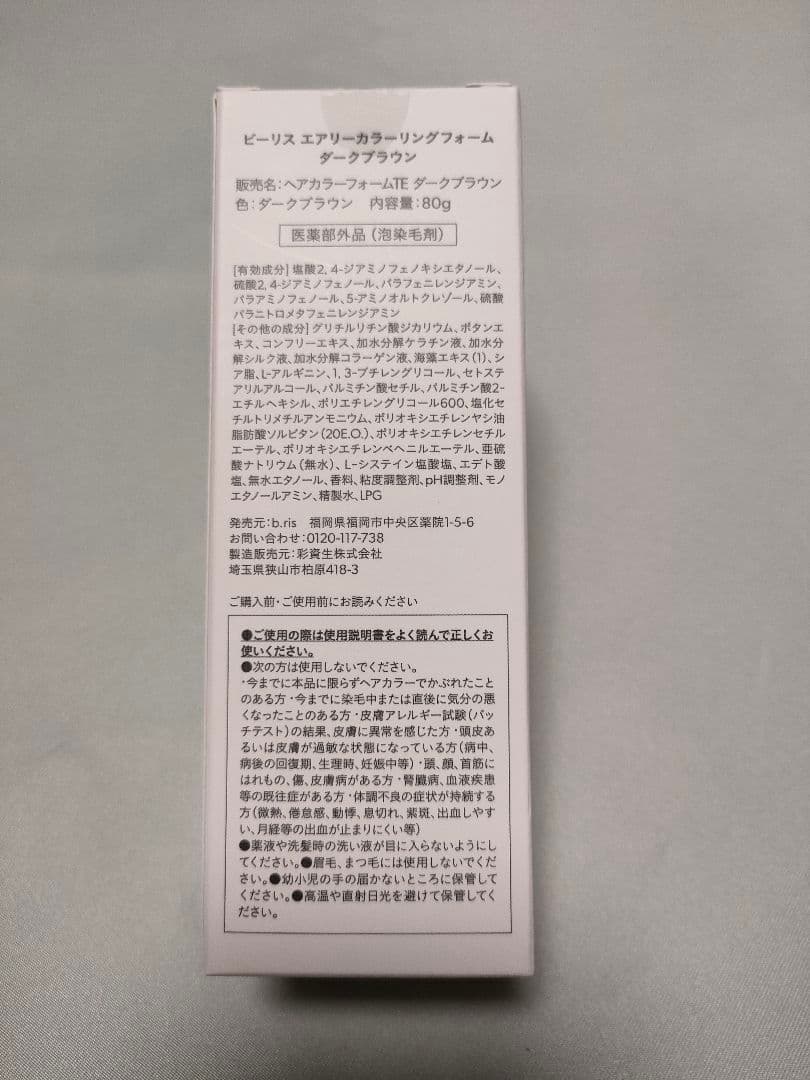 ビーリス エアリーカラーリングフォーム
ダークブラウン
販売名：ヘアカラーフォームTE ダークブラウン
色：ダークブラウン　内容量：80g
医薬部外品（泡染毛剤）
[有効成分]塩酸2, 4-ジアミノフェノキシエタノール、
硫酸2, 4-ジアミノフェノール、パラフェニレンジアミン、
パラアミノフェノール、5-アミノオルトクレゾール、硫酸
パラニトロメタフェニレンジアミン
[その他の成分]グリチルリチン酸ジカリウム、ボタンエ
キス、コンフリーエキス、加水分解ケラチン液、加水分
解シルク液、加水分解コラーゲン液、海藻エキス（1）、シ
ア脂、L-アルギニン、1, 3-ブチレングリコール、セトステ
アリルアルコール、パルミチン酸セチル、パルミチン酸2-
エチルヘキシル、ポリエチレングリコール600、塩化セ
チルトリメチルアンモニウム、ポリオキシエチレンヤシ油
脂肪酸ソルビタン（20E.O.）、ポリオキシエチレンセチル
エーテル、ポリオキシエチレンベヘニルエーテル、亜硫
酸ナトリウム（無水）、L-システイン塩酸塩、エデト酸
塩、無水エタノール、香料、粘度調整剤、pH調整剤、モノ
エタノールアミン、精製水、LPG
発売元：b.ris　福岡県福岡市中央区薬院1-5-6
お問い合わせ：0120-117-738
製造販売元：彩資生株式会社
埼玉県狭山市柏原418-3
ご購入前・ご使用前にお読みください
●ご使用の際は使用説明書をよく読んで正しくお
使いください。
●次の方は使用しないでください。
・今までに本品に限らずヘアカラーでかぶれたこと
のある方・今までに染毛中または直後に気分の悪
くなったことのある方・皮膚アレルギー試験（パッ
チテスト）の結果、皮膚に異常を感じた方・頭皮あ
るいは皮膚が過敏な状態になっている方（病中、
病後の回復期、生理時、妊娠中等）・頭、顔、首筋に
はれもの、傷、皮膚病がある方・腎臓病、血液疾患
等の既往症がある方・体調不良の症状が持続する
方（微熱、倦怠感、動悸、息切れ、紫斑、出血しやす
い、月経等の出血が止まりにくい等）
●薬液や洗髪時の洗い液が目に入らないようにし
てください。●眉毛、まつ毛には使用しないでくだ
さい。●幼小児の手の届かないところに保管して
ください。●高温や直射日光を避けて保管してく
ださい。